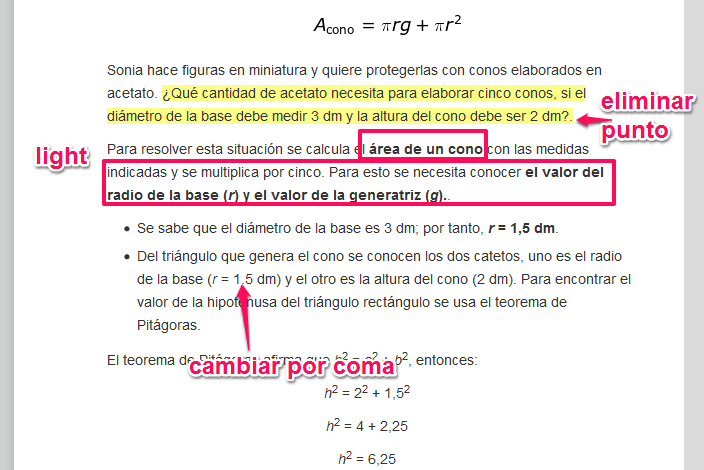 A_cono = πrg + πr²
Sonia hace figuras en miniatura y quiere protegerlas con conos elaborados en
acetato. ¿Qué cantidad de acetato necesita para elaborar cinco conos, si el
diámetro de la base debe medir 3 dm y la altura del cono debe ser 2 dm?.
eliminar
punto
light
Para resolver esta situación se calcula el área de un cono con las medidas
indicadas y se multiplica por cinco. Para esto se necesita conocer el valor del
radio de la base (r) y el valor de la generatriz (g)..
• Se sabe que el diámetro de la base es 3 dm; por tanto, r = 1,5 dm.
• Del triángulo que genera el cono se conocen los dos catetos, uno es el radio
de la base (r = 1,5 dm) y el otro es la altura del cono (2 dm). Para encontrar el
valor de la hipotenusa del triángulo rectángulo se usa el teorema de
Pitágoras.
El teorema de Pitágoras afirma que h² = a² + b², entonces:
cambiar por coma
h² = 2² + 1,5²
h² = 4 + 2,25
h² = 6,25